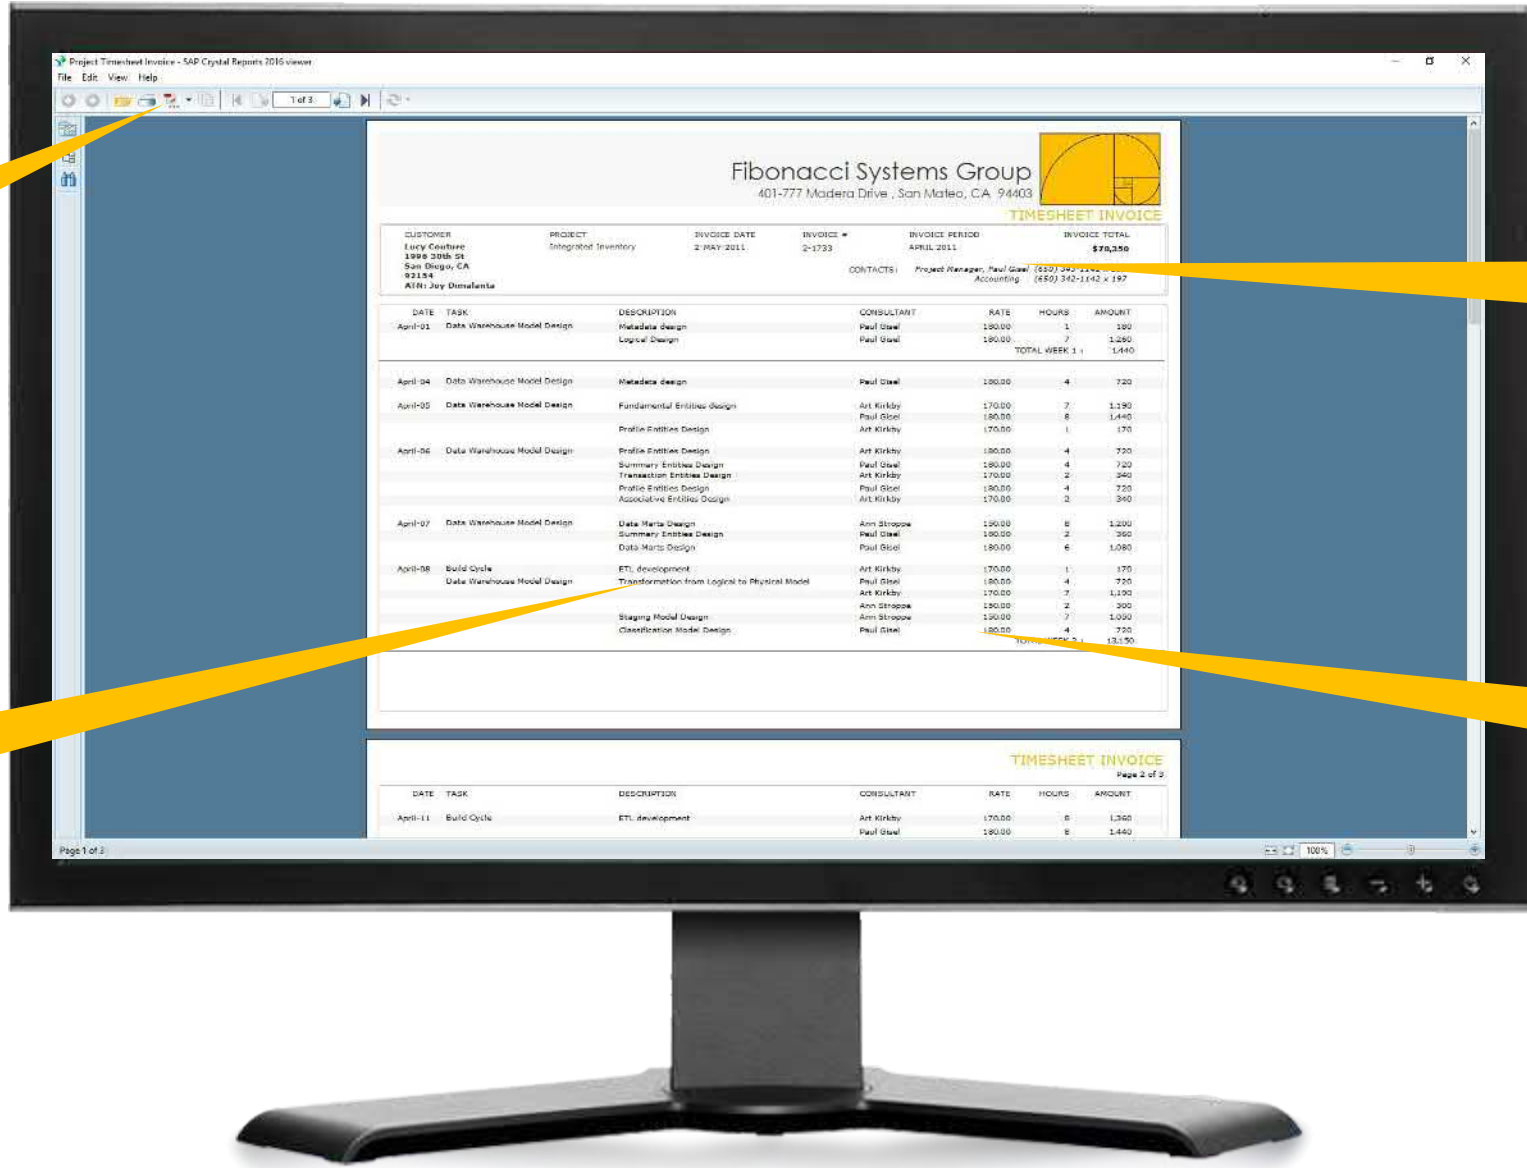 Project Timesheet Invoice - SAP Crystal Reports 2016 viewer
File Edit View Help
1 of 3
Fibonacci Systems Group
401-777 Madera Drive , San Mateo, CA 94403
TIMESHEET INVOICE
CUSTOMER PROJECT INVOICE DATE INVOICE # INVOICE PERIOD INVOICE TOTAL
Lucy Couture Integrated Inventory 2-MAY-2011 2-1733 APRIL 2011 $78,350
1996 30th St
San Diego, CA
92154
ATN: Joy Dimalanta
CONTACTS: Project Manager, Paul Gisel (650) 343-1142 x
Accounting (650) 342-1142 x 197
DATE TASK DESCRIPTION CONSULTANT RATE HOURS AMOUNT
April-01 Data Warehouse Model Design Metadata design Paul Gisel 180.00 1 180
Logical Design Paul Gisel 180.00 7 1,260
TOTAL WEEK 1 : 1,440
April-04 Data Warehouse Model Design Metadata design Paul Gisel 180.00 4 720
April-05 Data Warehouse Model Design Fundamental Entities design Art Kirkby 170.00 7 1,190
Paul Gisel 180.00 8 1,440
Profile Entities Design Art Kirkby 170.00 1 170
April-06 Data Warehouse Model Design Profile Entities Design Art Kirkby 180.00 4 720
Summary Entities Design Paul Gisel 180.00 4 720
Transaction Entities Design Art Kirkby 170.00 2 340
Profile Entities Design Paul Gisel 180.00 4 720
Associative Entities Design Art Kirkby 170.00 2 340
April-07 Data Warehouse Model Design Data Marts Design Ann Stroppe 150.00 8 1,200
Summary Entities Design Paul Gisel 180.00 2 360
Data Marts Design Paul Gisel 180.00 6 1,080
April-08 Build Cycle ETL development Art Kirkby 170.00 1 170
Data Warehouse Model Design Transformation from Logical to Physical Model Paul Gisel 180.00 4 720
Art Kirkby 170.00 7 1,190
Ann Stroppe 150.00 2 300
Staging Model Design Ann Stroppe 150.00 7 1,050
Classification Model Design Paul Gisel 180.00 4 720
WEEK 2 : 13,150
TIMESHEET INVOICE
Page 2 of 3
DATE TASK DESCRIPTION CONSULTANT RATE HOURS AMOUNT
April-11 Build Cycle ETL development Art Kirkby 170.00 8 1,360
Paul Gisel 180.00 8 1,440
Page 1 of 3
100%